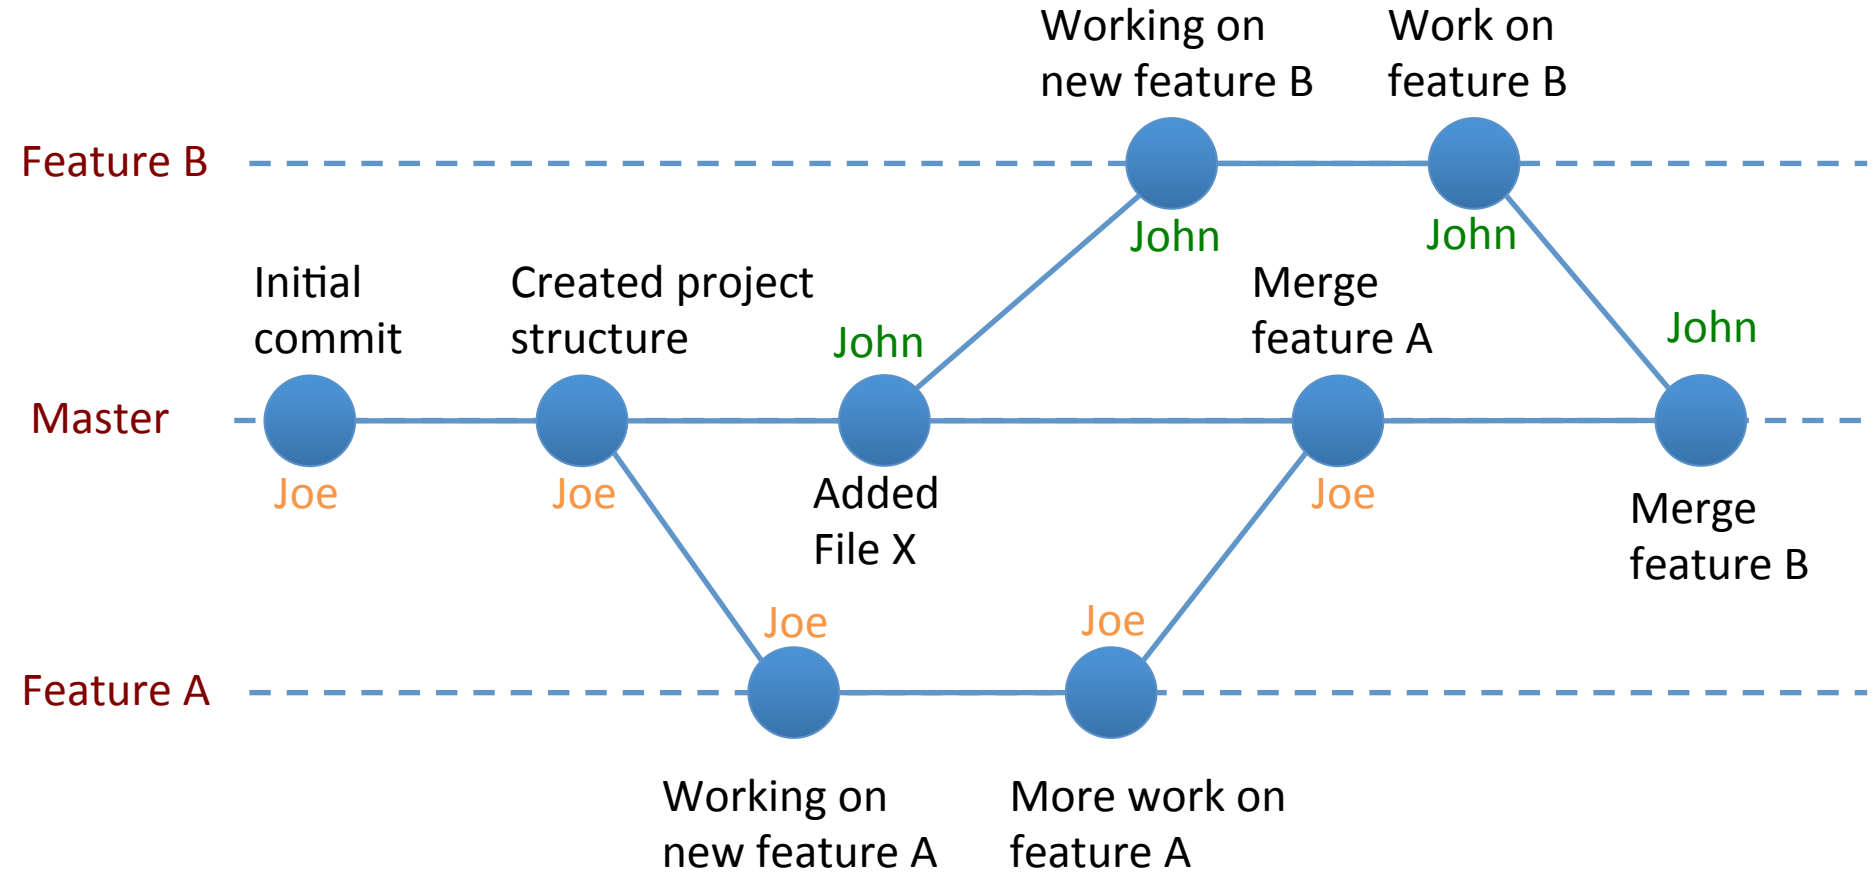 Working on
new feature B
Work on
feature B
Feature B
John
John
Initial
commit
Created project
structure
John
Merge
feature A
John
Master
Joe
Joe
Added
File X
Joe
Merge
feature B
Joe
Joe
Feature A
Working on
new feature A
More work on
feature A